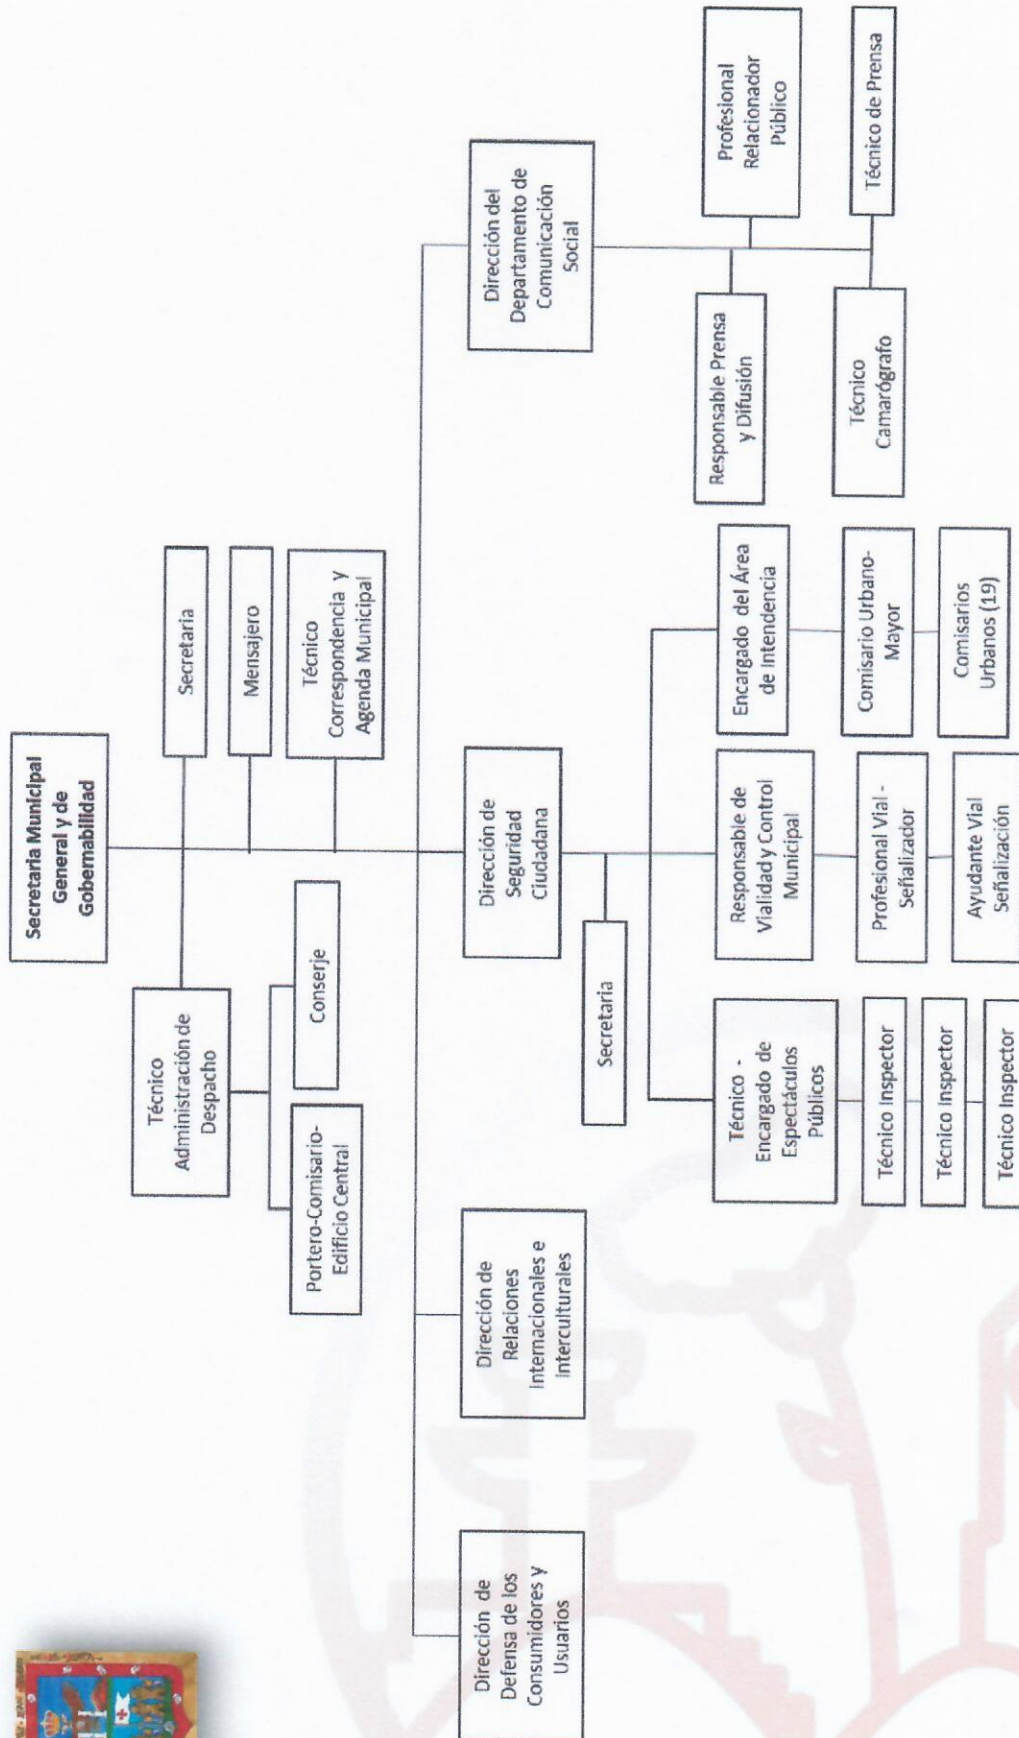 Secretaria Municipal
General y de
Gobernabilidad
Técnico
Administración de
Despacho
Secretaria
Mensajero
Portero-Comisario-
Edificio Central
Conserje
Técnico
Correspondencia y
Agenda Municipal
Dirección de
Defensa de los
Consumidores y
Usuarios
Dirección de
Relaciones
Internacionales e
Interculturales
Dirección de
Seguridad
Ciudadana
Dirección del
Departamento de
Comunicación
Social
Secretaria
Técnico -
Encargado de
Espectáculos
Públicos
Técnico Inspector
Técnico Inspector
Técnico Inspector
Responsable de
Vialidad y Control
Municipal
Profesional Vial -
Señalizador
Ayudante Vial
Señalización
Encargado del Área
de Intendencia
Comisario Urbano-
Mayor
Comisarios
Urbanos (19)
Responsable Prensa
y Difusión
Profesional
Relacionador
Público
Técnico
Camarógrafo
Técnico de Prensa